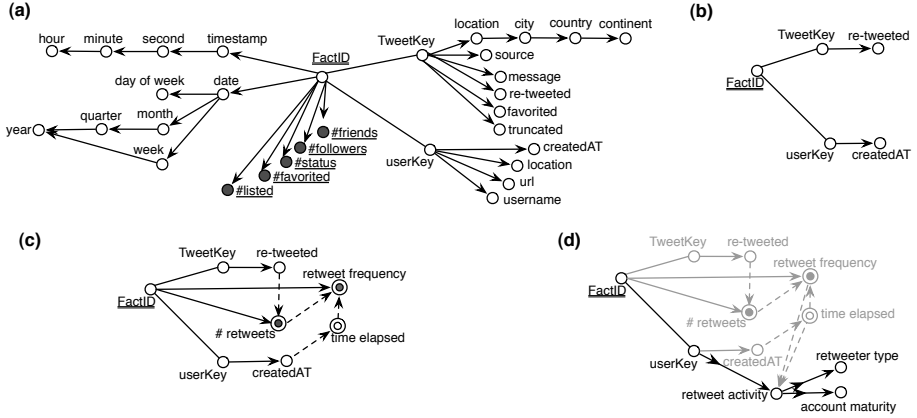 (a)
hour
minute
second
timestamp
FactID
TweetKey
location
city
country
continent
source
message
re-tweeted
favorited
truncated
day of week
date
year
quarter
month
week
#friends
#followers
#status
#favorited
#listed
userKey
createdAT
location
url
username
(b)
TweetKey
re-tweeted
FactID
userKey
createdAT
(c)
TweetKey
re-tweeted
retweet frequency
FactID
# retweets
time elapsed
userKey
createdAT
(d)
TweetKey
re-tweeted
retweet frequency
FactID
# retweets
time elapsed
userKey
createdAT
retweeter type
retweet activity
account maturity